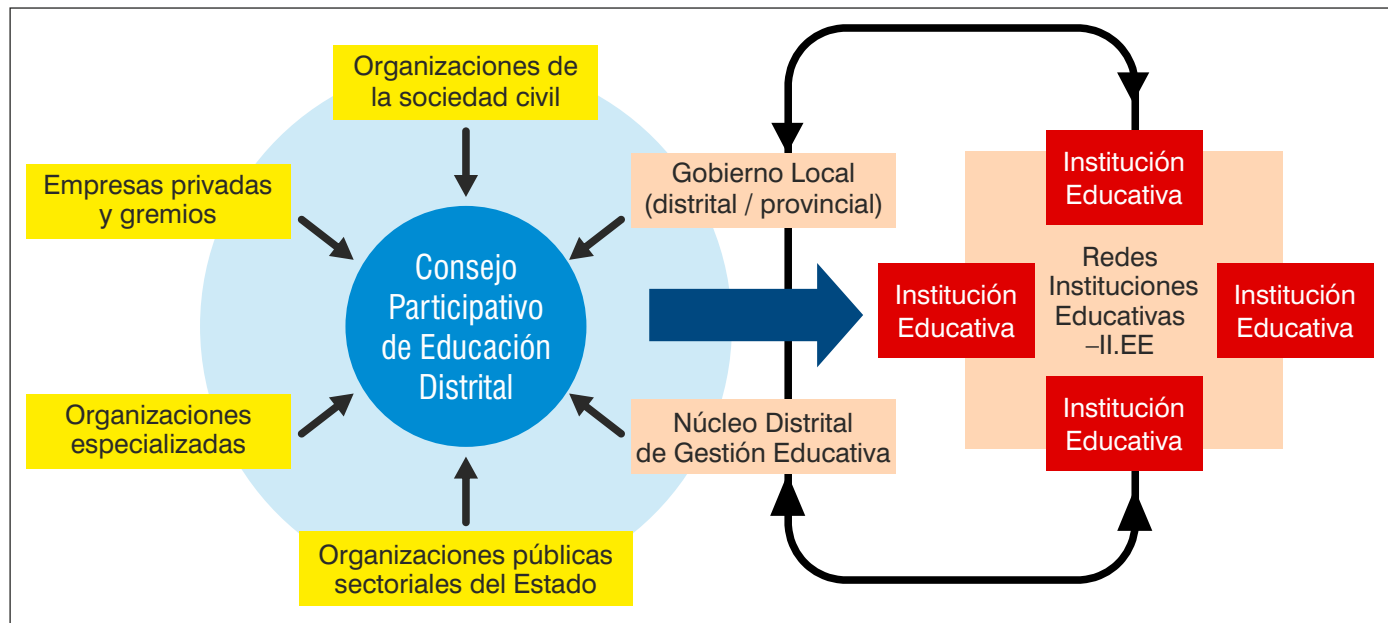 Organizaciones de
la sociedad civil
Empresas privadas
y gremios
Gobierno Local
(distrital / provincial)
Consejo
Participativo
de Educación
Distrital
Organizaciones
especializadas
Núcleo Distrital
de Gestión Educativa
Organizaciones públicas
sectoriales del Estado
Institución
Educativa
Institución
Educativa
Redes
Instituciones
Educativas
–II.EE
Institución
Educativa
Institución
Educativa